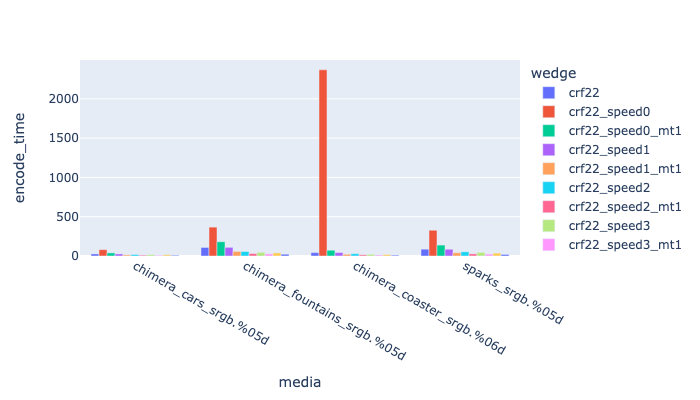 wedge
crf22
crf22_speed0
crf22_speed0_mt1
crf22_speed1
crf22_speed1_mt1
crf22_speed2
crf22_speed2_mt1
crf22_speed3
crf22_speed3_mt1
encode_time
2000
1500
1000
500
0
chimera_cars_srgb.%05d
chimera_fountains_srgb.%05d
chimera_coaster_srgb.%06d
sparks_srgb.%05d
media